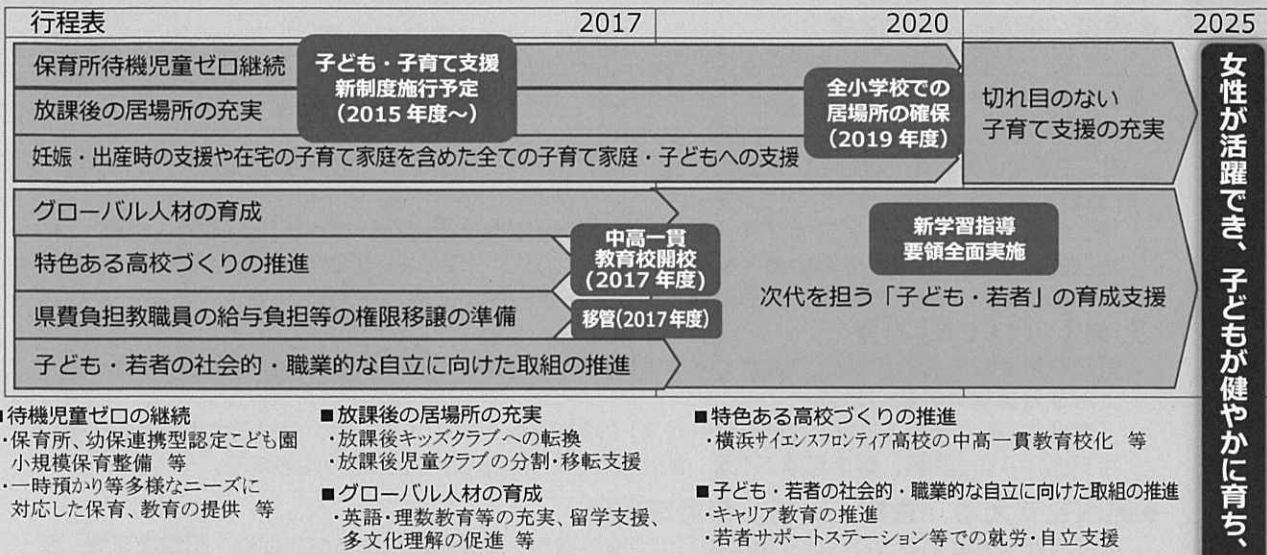 行程表 2017 2020 2025
保育所待機児童ゼロ継続
放課後の居場所の充実
妊娠・出産時の支援や在宅の子育て家庭を含めた全ての子育て家庭・子どもへの支援
子ども・子育て支援
新制度施行予定
(2015年度~)
全小学校での
居場所の確保
(2019年度)
切れ目のない
子育て支援の充実
グローバル人材の育成
特色ある高校づくりの推進
県費負担教職員の給与負担等の権限移譲の準備
子ども・若者の社会的・職業的な自立に向けた取組の推進
中高一貫
教育校開校
(2017年度)
移管(2017年度)
新学習指導
要領全面実施
次代を担う「子ども・若者」の育成支援
女性が活躍でき、子どもが健やかに育ち、
■待機児童ゼロの継続
・保育所、幼保連携型認定こども園
小規模保育整備 等
・一時預かり等多様なニーズに
対応した保育、教育の提供 等
■放課後の居場所の充実
・放課後キッズクラブへの転換
・放課後児童クラブの分割・移転支援
■グローバル人材の育成
・英語・理数教育等の充実、留学支援、
多文化理解の促進 等
■特色ある高校づくりの推進
・横浜サイエンスフロンティア高校の中高一貫教育校化 等
■子ども・若者の社会的・職業的な自立に向けた取組の推進
・キャリア教育の推進
・若者サポートステーション等での就労・自立支援